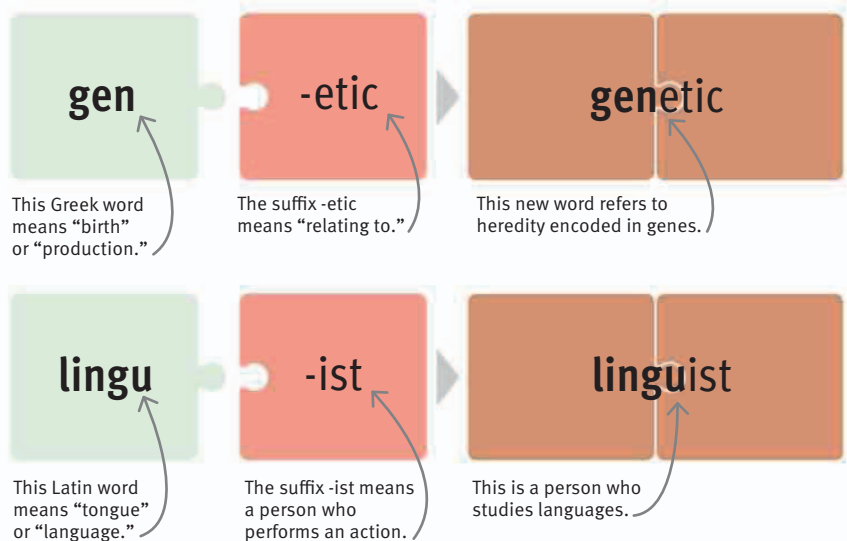 gen
-etic
genetic
This Greek word
means “birth”
or “production.”
The suffix -etic
means “relating to.”
This new word refers to
heredity encoded in genes.
lingu
-ist
linguist
This Latin word
means “tongue”
or “language.”
The suffix -ist means
a person who
performs an action.
This is a person who
studies languages.